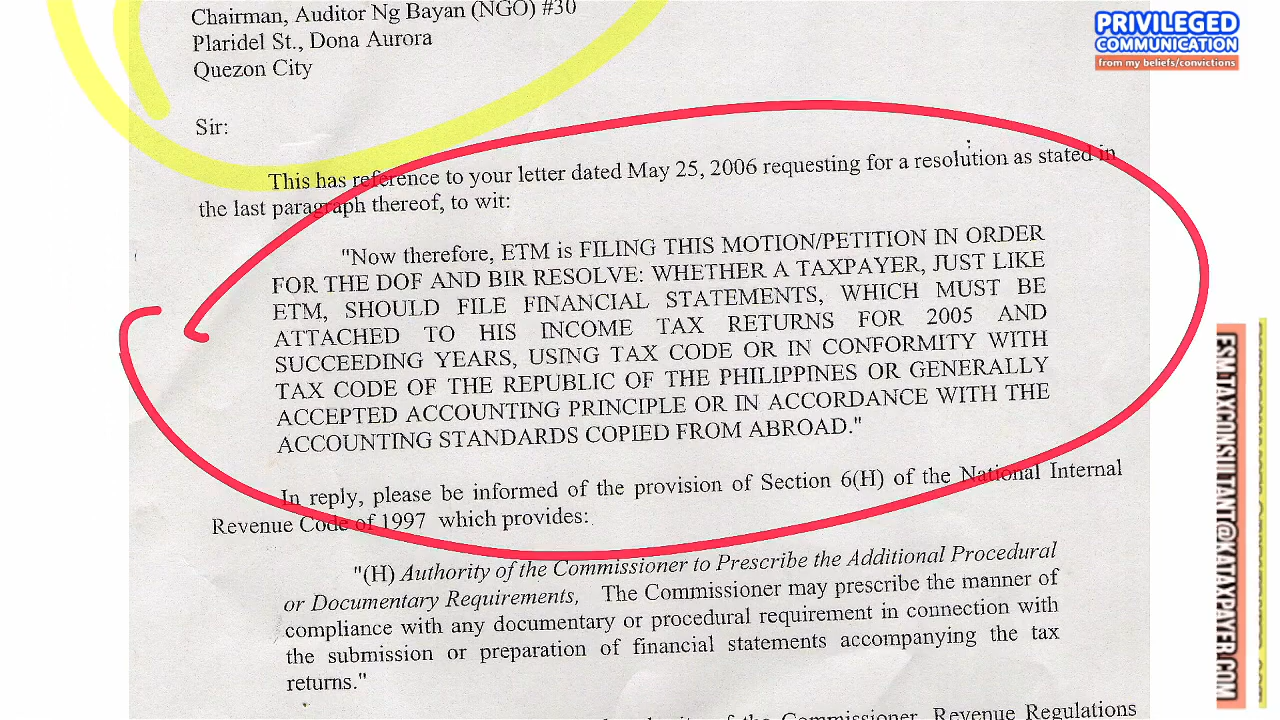 Chairman, Auditor Ng Bayan (NGO) #30
Plaridel St., Dona Aurora
Quezon City
PRIVILEGED
COMMUNICATION
from my beliefs/convictions
Sir:
This has reference to your letter dated May 25, 2006 requesting for a resolution as stated in
the last paragraph thereof, to wit:
"Now therefore, ETM is FILING THIS MOTION/PETITION IN ORDER
FOR THE DOF AND BIR RESOLVE: WHETHER A TAXPAYER, JUST LIKE
ETM, SHOULD FILE FINANCIAL STATEMENTS, WHICH MUST BE
ATTACHED TO HIS INCOME TAX RETURNS FOR 2005 AND
SUCCEEDING YEARS, USING TAX CODE OR IN CONFORMITY WITH
TAX CODE OF THE REPUBLIC OF THE PHILIPPINES OR GENERALLY
ACCEPTED ACCOUNTING PRINCIPLE OR IN ACCORDANCE WITH THE
ACCOUNTING STANDARDS COPIED FROM ABROAD."
In reply, please be informed of the provision of Section 6(H) of the National Internal
Revenue Code of 1997 which provides:
"(H) Authority of the Commissioner to Prescribe the Additional Procedural
or Documentary Requirements, The Commissioner may prescribe the manner of
compliance with any documentary or procedural requirement in connection with
the submission or preparation of financial statements accompanying the tax
returns."
of the Commissioner, Revenue Regulations
ESM.TAXCONSULTANT@KATAXPAYER.COM